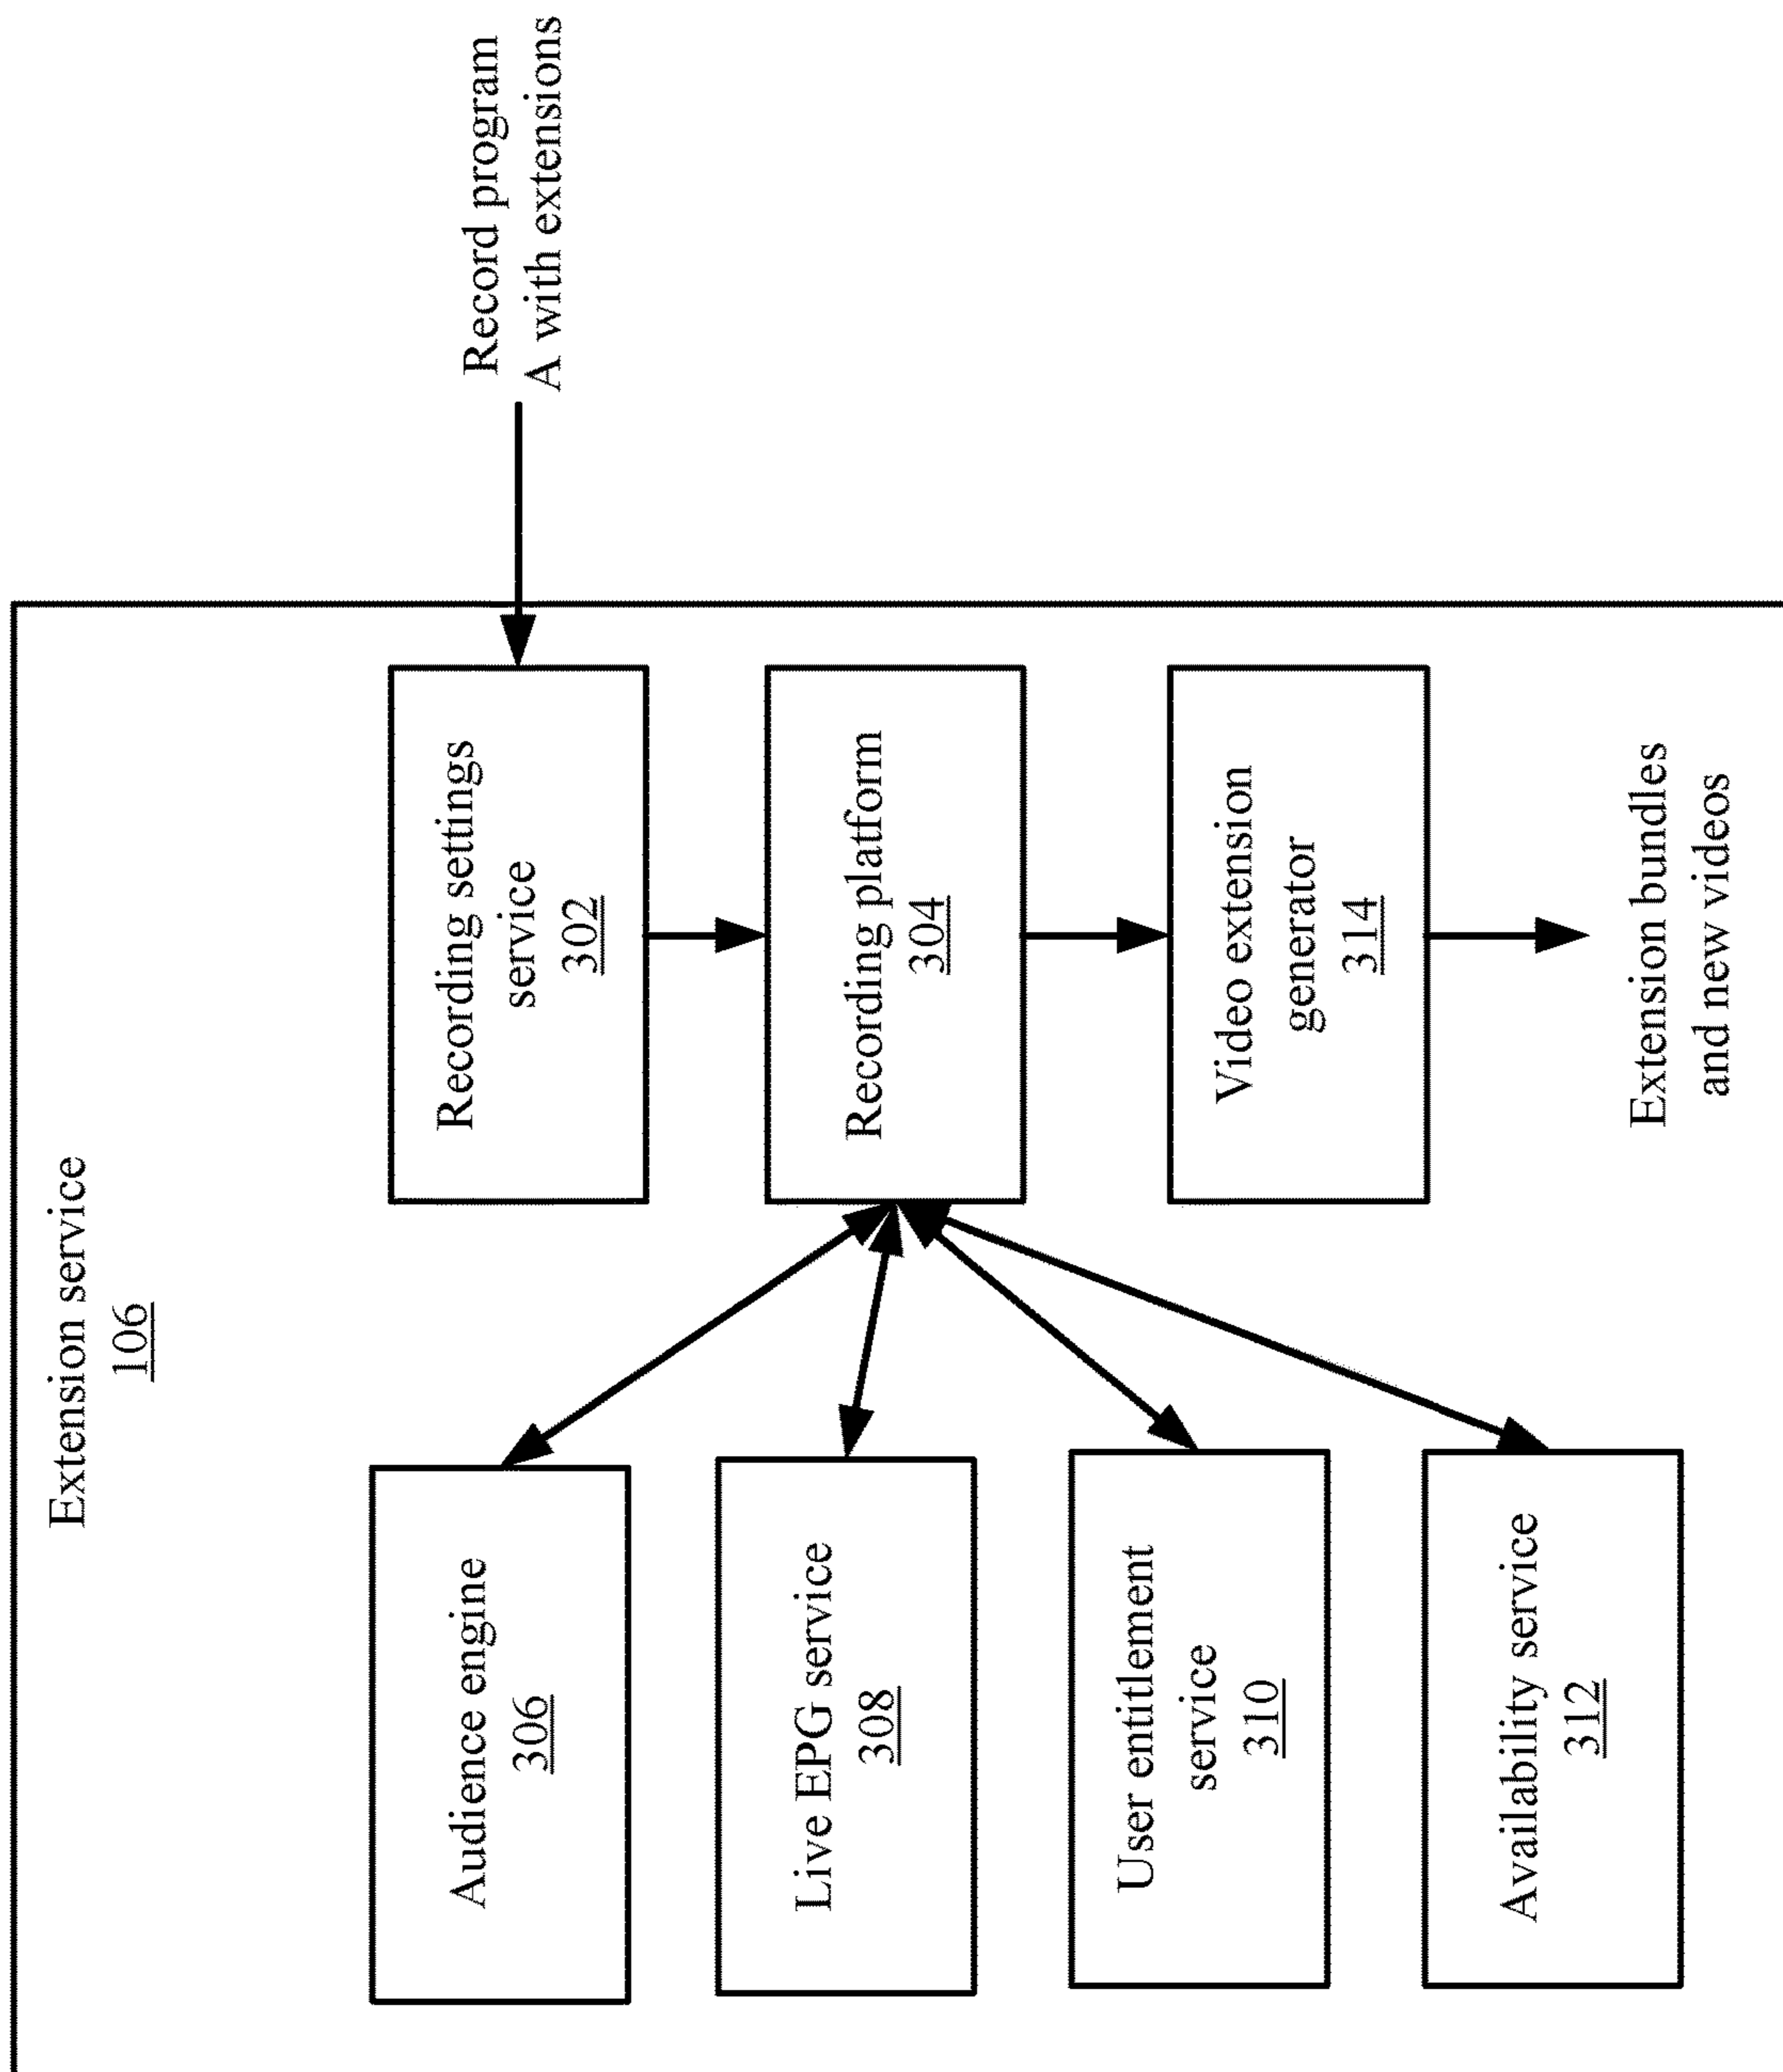 Extension service
106
Record program
A with extensions
Recording settings
service
302
Recording platform
304
Video extension
generator
314
Extension bundles
and new videos
Audience engine
306
Live EPG service
308
User entitlement
service
310
Availability service
312